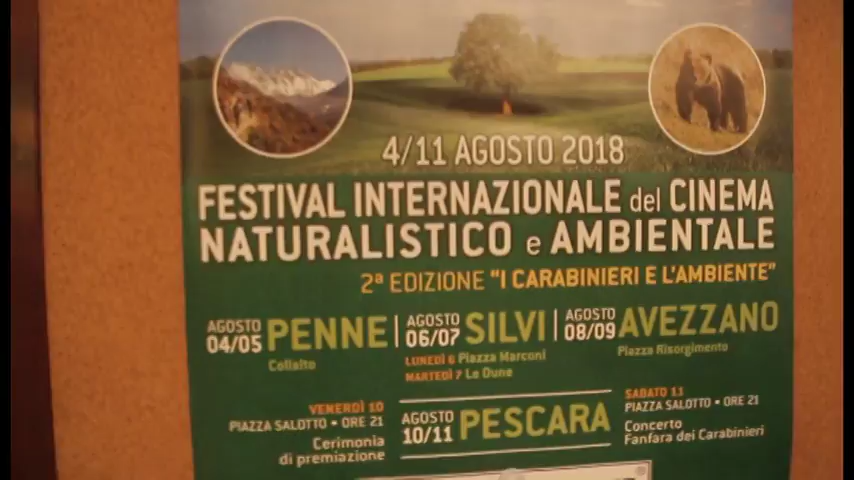 4/11 AGOSTO 2018
FESTIVAL INTERNAZIONALE del CINEMA
NATURALISTICO e AMBIENTALE
2ª EDIZIONE "I CARABINIERI E L'AMBIENTE"
AGOSTO 04/05 PENNE
Collalto
AGOSTO 06/07 SILVI
LUNEDÌ 6 Piazza Marconi
MARTEDÌ 7 Le Dune
AGOSTO 08/09 AVEZZANO
Piazza Risorgimento
VENERDÌ 10
PIAZZA SALOTTO • ORE 21
Cerimonia
di premiazione
AGOSTO 10/11 PESCARA
SABATO 11
PIAZZA SALOTTO • ORE 21
Concerto
Fanfara dei Carabinieri